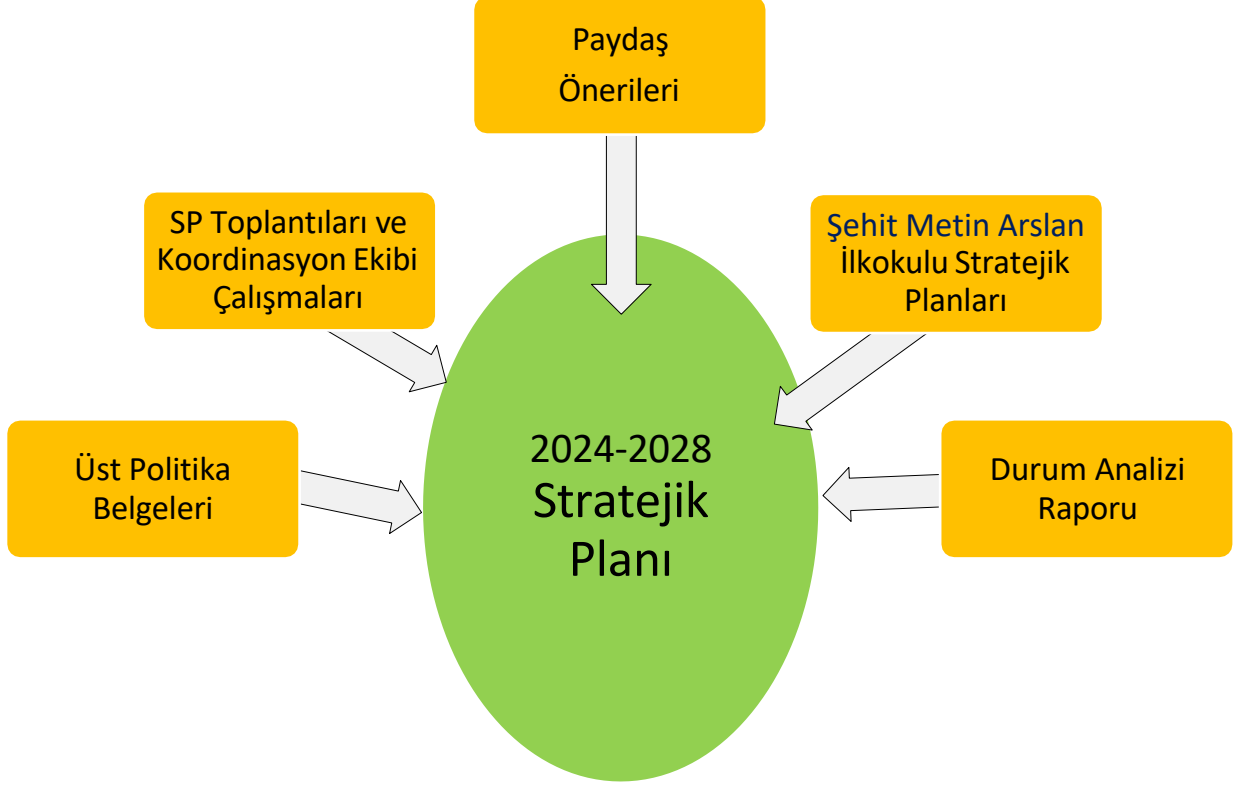 Paydaş
Önerileri
SP Toplantıları ve
Koordinasyon Ekibi
Çalışmaları
Şehit Metin Arslan
İlkokulu Stratejik
Planları
Üst Politika
Belgeleri
2024-2028
Stratejik
Planı
Durum Analizi
Raporu